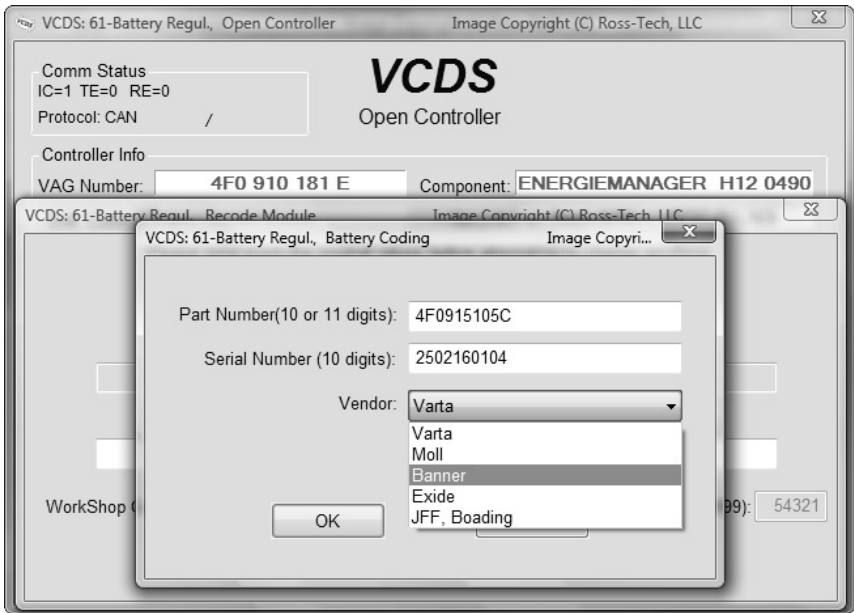 VCDS: 61-Battery Regul., Open Controller Image Copyright (C) Ross-Tech, LLC
Comm Status
IC=1 TE=0 RE=0
Protocol: CAN /
VCDS
Open Controller
Controller Info
VAG Number: 4F0 910 181 E Component: ENERGIEMANAGER H12 0490
VCDS: 61-Battery Regul., Recode Module Image Copyright (C) Ross-Tech, LLC
VCDS: 61-Battery Regul., Battery Coding Image Copyri...
Part Number(10 or 11 digits): 4F0915105C
Serial Number (10 digits): 2502160104
Vendor: Varta
Varta
Moll
Banner
Exide
JFF, Boading
WorkShop 99): 54321
OK